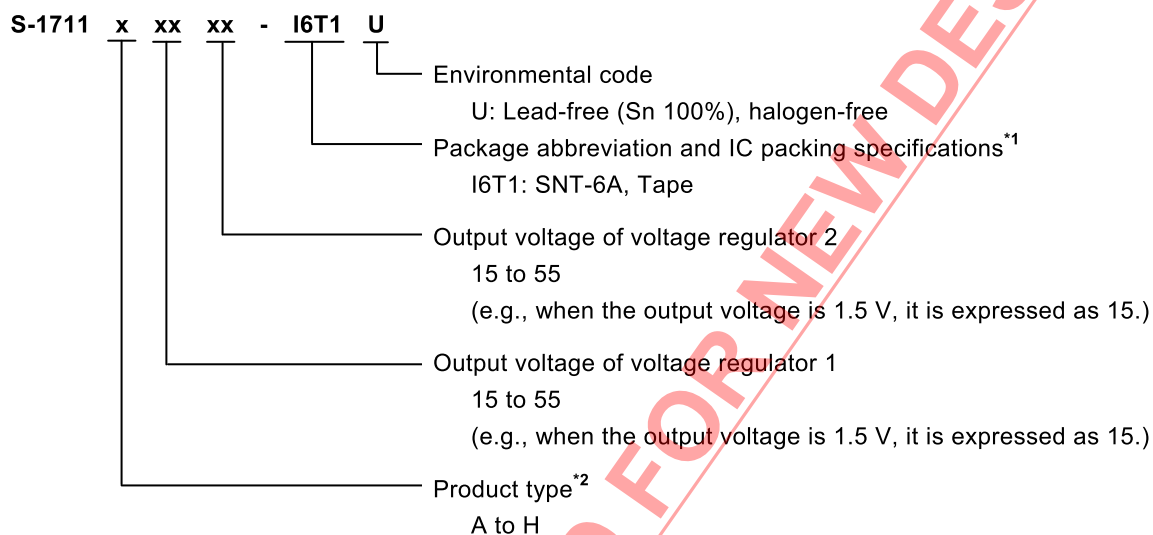 S-1711 x xx xx - I6T1 U
Environmental code
U: Lead-free (Sn 100%), halogen-free
Package abbreviation and IC packing specifications*1
I6T1: SNT-6A, Tape
Output voltage of voltage regulator 2
15 to 55
(e.g., when the output voltage is 1.5 V, it is expressed as 15.)
Output voltage of voltage regulator 1
15 to 55
(e.g., when the output voltage is 1.5 V, it is expressed as 15.)
Product type*2
A to H
FOR NEW